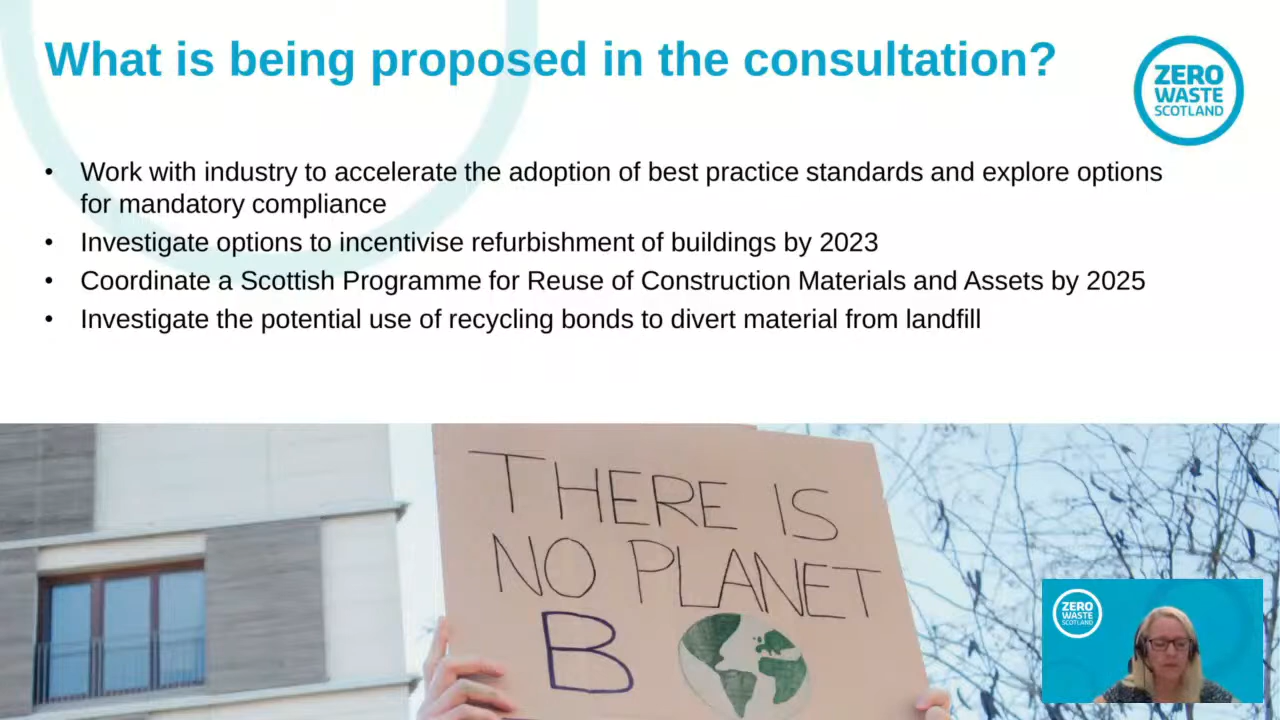 What is being proposed in the consultation?
ZERO
WASTE
SCOTLAND
• Work with industry to accelerate the adoption of best practice standards and explore options
for mandatory compliance
• Investigate options to incentivise refurbishment of buildings by 2023
• Coordinate a Scottish Programme for Reuse of Construction Materials and Assets by 2025
• Investigate the potential use of recycling bonds to divert material from landfill
THERE IS
NO PLANET
B
ZERO
WASTE
SCOTLAND